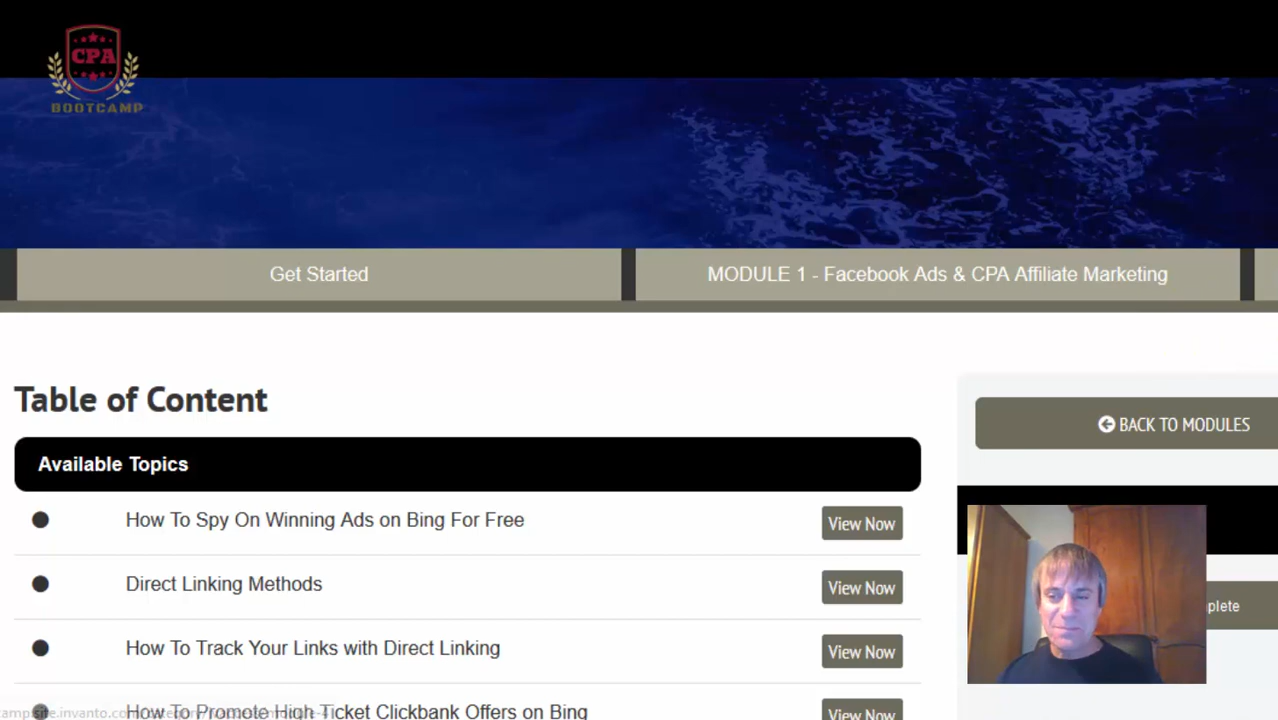 CPA
BOOTCAMP
Get Started
MODULE 1 - Facebook Ads & CPA Affiliate Marketing
Table of Content
BACK TO MODULES
Available Topics
How To Spy On Winning Ads on Bing For Free
View Now
Direct Linking Methods
View Now
plete
How To Track Your Links with Direct Linking
View Now
How To Promote High Ticket Clickbank Offers on Bing
View Now